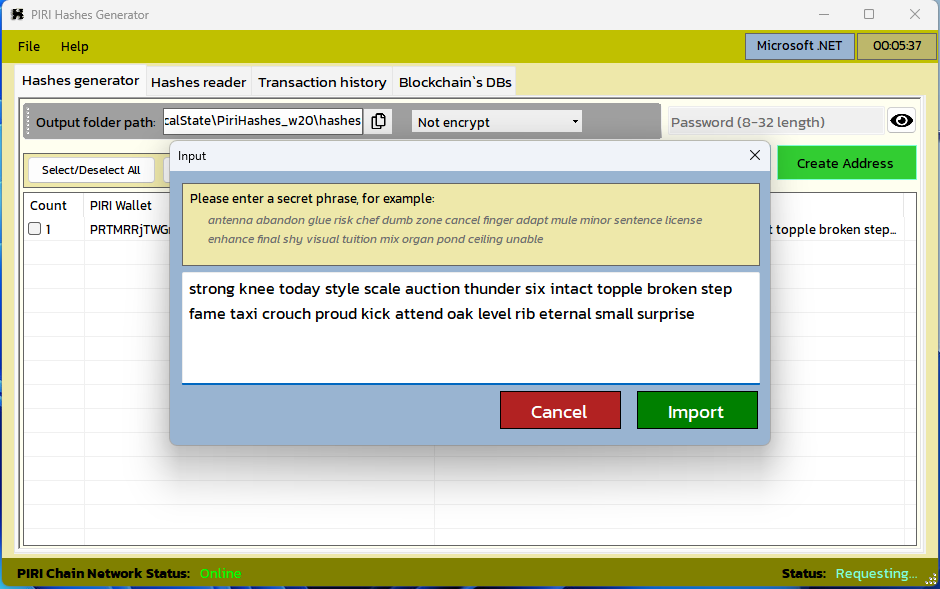 PIRI Hashes Generator
File Help Microsoft .NET 00:05:37
Hashes generator Hashes reader Transaction history Blockchain`s DBs
Output folder path: calState\PiriHashes_w20\hashes Not encrypt Password (8-32 length)
Input
Select/Deselect All Create Address
Please enter a secret phrase, for example:
antenna abandon glue risk chef dumb zone cancel finger adapt mule minor sentence license
enhance final shy visual tuition mix organ pond ceiling unable
Count PIRI Wallet
1 PRTMRRjTWG topple broken step...
strong knee today style scale auction thunder six intact topple broken step
fame taxi crouch proud kick attend oak level rib eternal small surprise
Cancel Import
PIRI Chain Network Status: Online Status: Requesting...